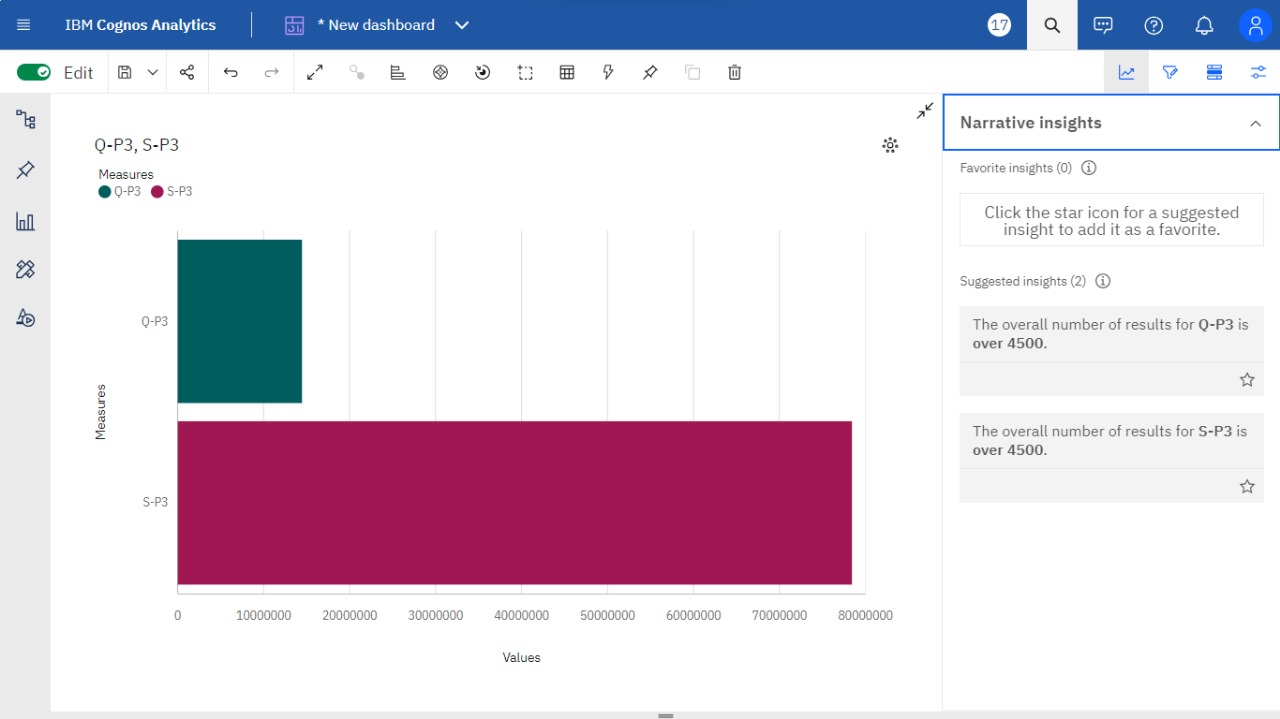 IBM Cognos Analytics
* New dashboard
17
Edit
Q-P3, S-P3
Measures
Q-P3 S-P3
Measures
Q-P3
S-P3
0 10000000 20000000 30000000 40000000 50000000 60000000 70000000 80000000
Values
Narrative insights
Favorite insights (0)
Click the star icon for a suggested
insight to add it as a favorite.
Suggested insights (2)
The overall number of results for Q-P3 is
over 4500.
The overall number of results for S-P3 is
over 4500.